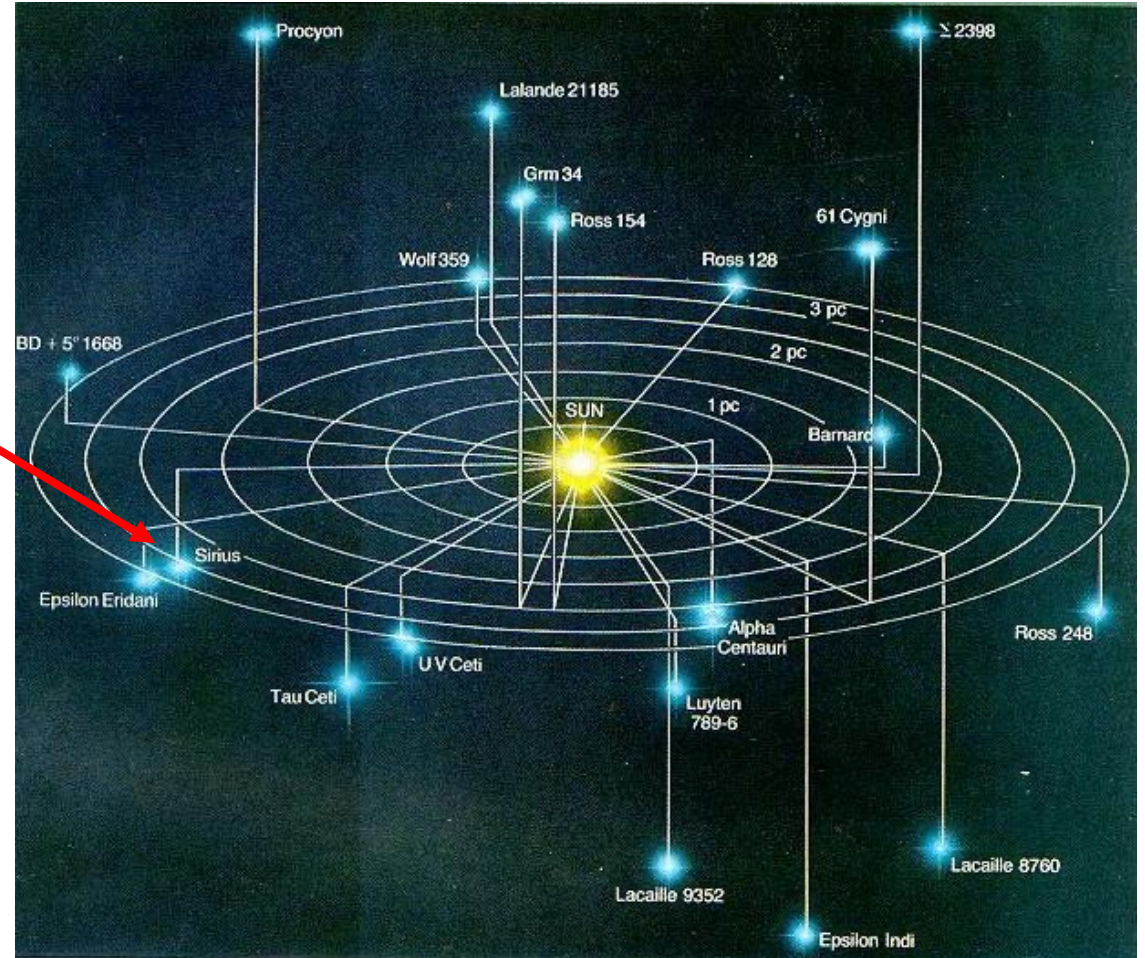 Procyon
Σ 2398
Lalande 21185
Grm 34
Ross 154
61 Cygni
Wolf 359
Ross 128
3 pc
BD + 5° 1668
2 pc
1 pc
SUN
Barnard
Sirius
Epsilon Eridani
Alpha
Centauri
Ross 248
U V Ceti
Tau Ceti
Luyten
789-6
Lacaille 8760
Lacaille 9352
Epsilon Indi